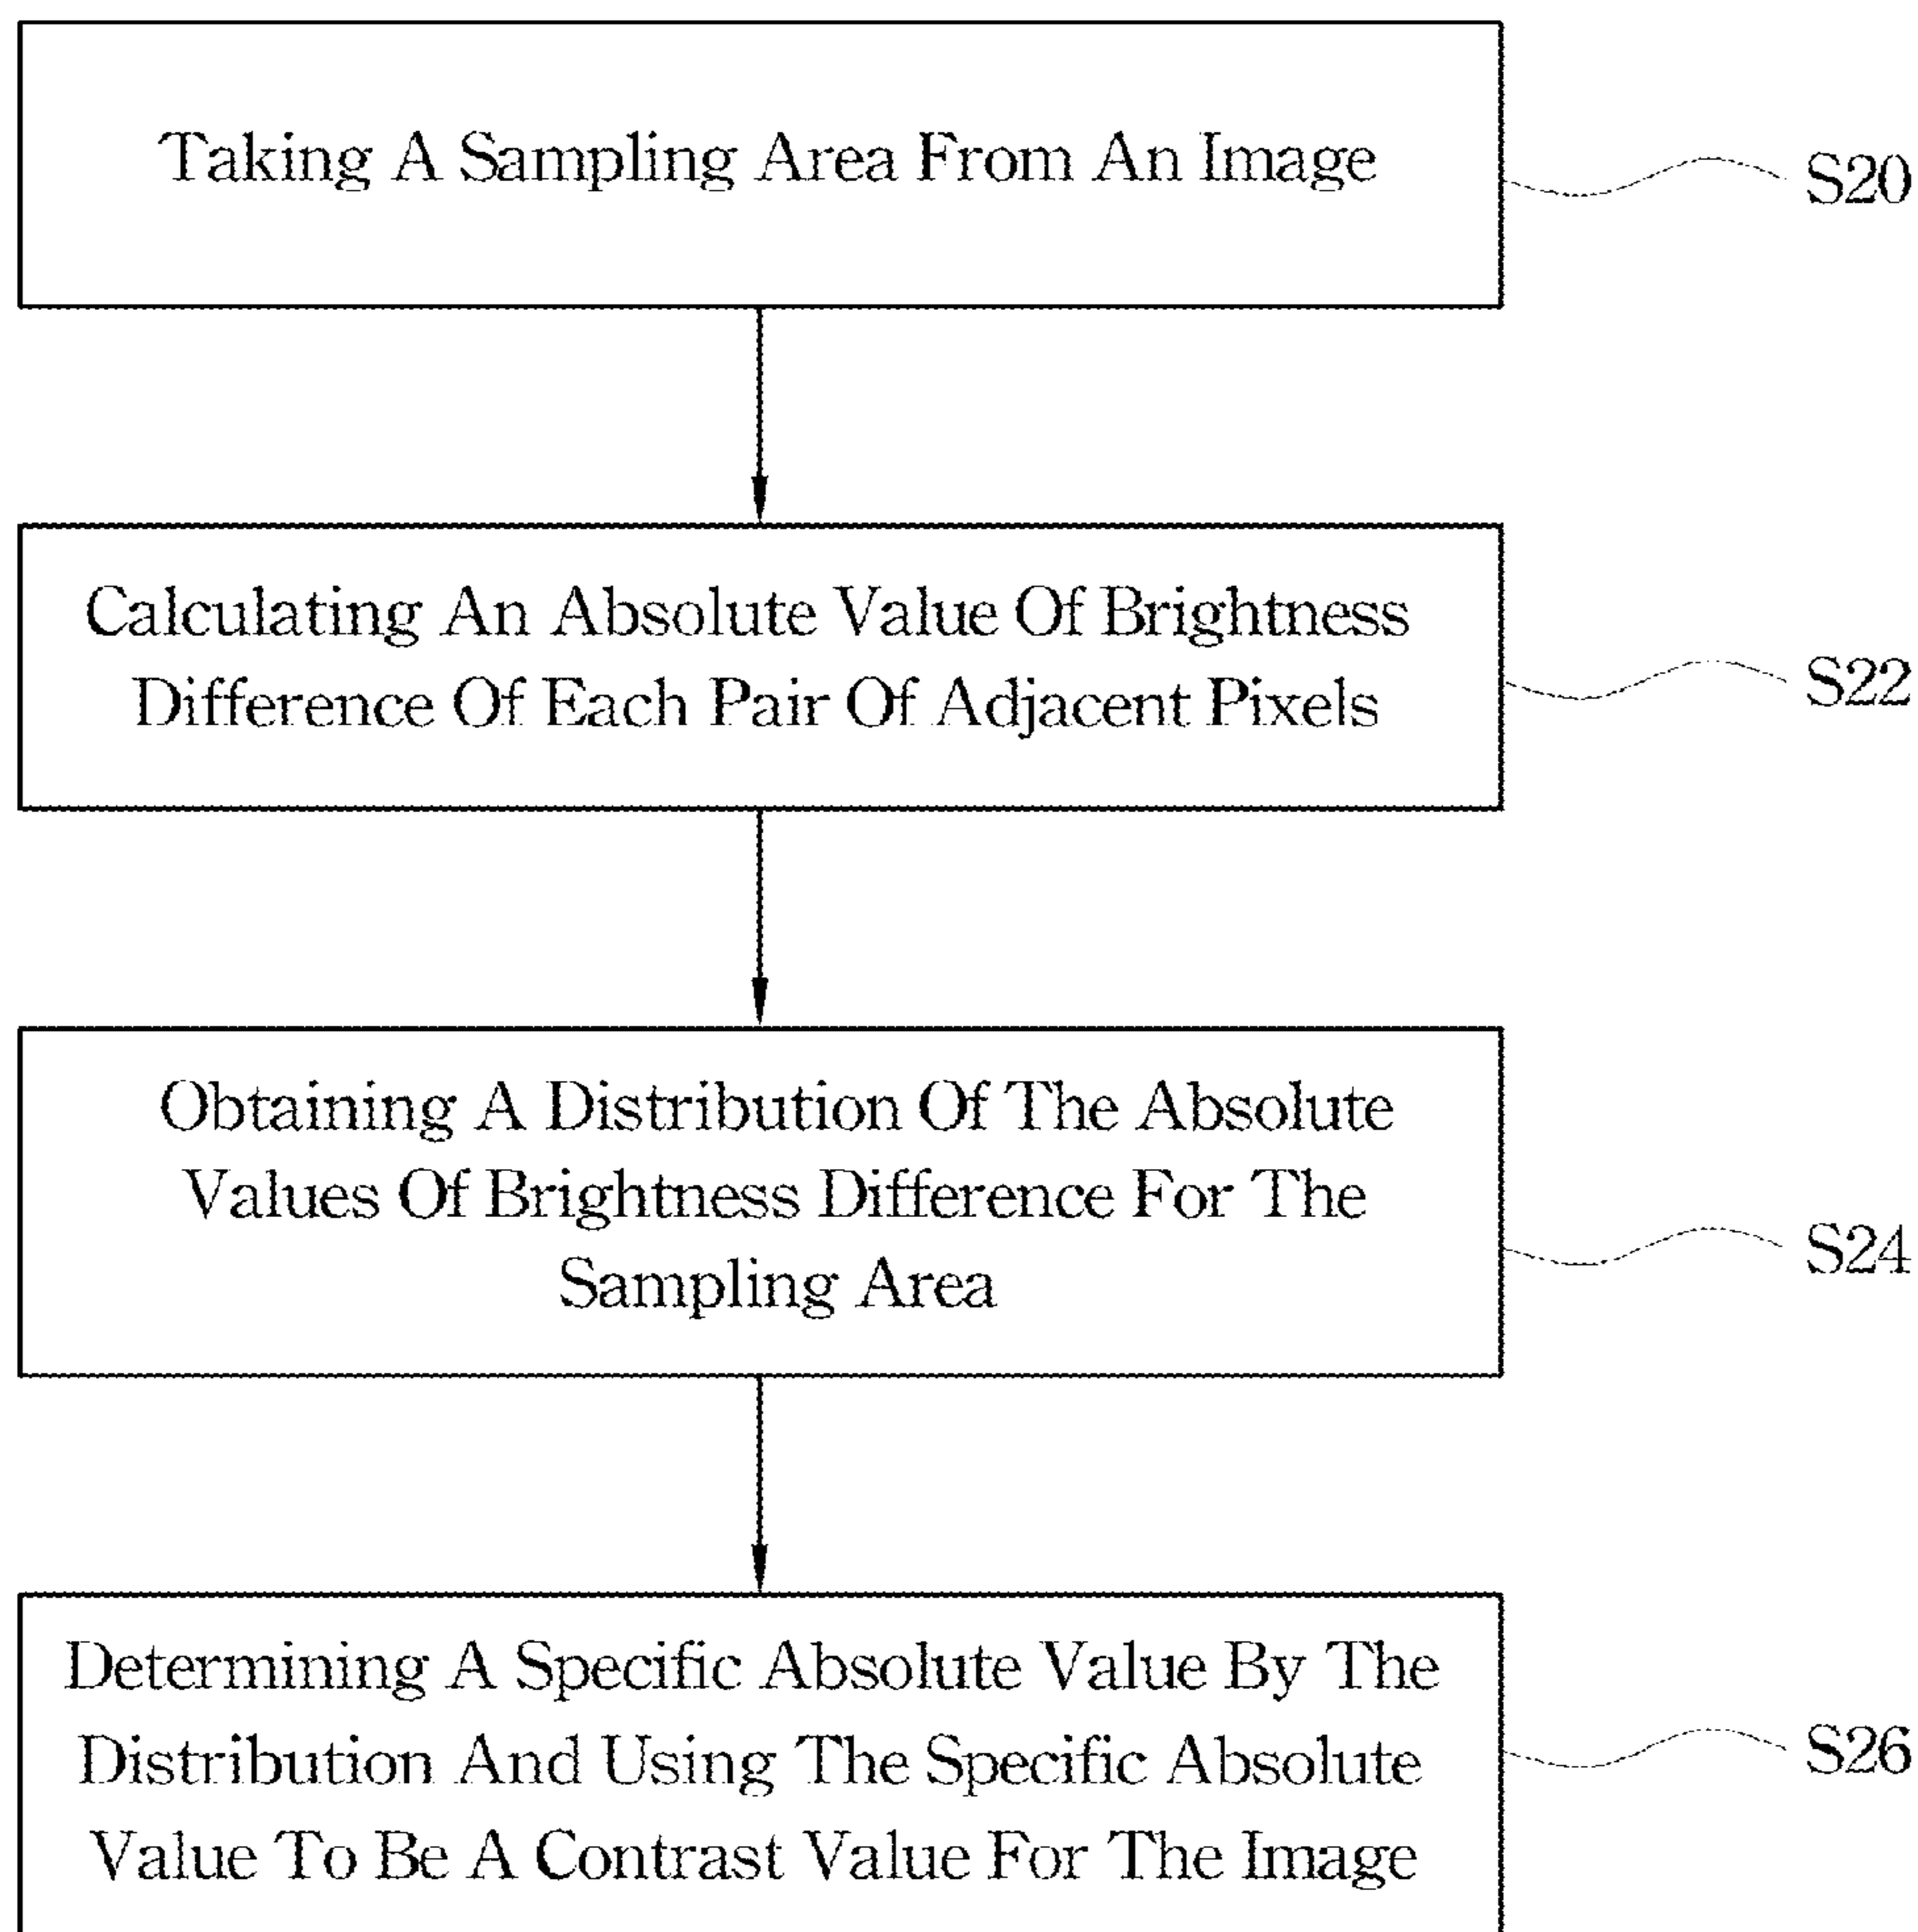 Taking A Sampling Area From An Image
S20
Calculating An Absolute Value Of Brightness
Difference Of Each Pair Of Adjacent Pixels
S22
Obtaining A Distribution Of The Absolute
Values Of Brightness Difference For The
Sampling Area
S24
Determining A Specific Absolute Value By The
Distribution And Using The Specific Absolute
Value To Be A Contrast Value For The Image
S26